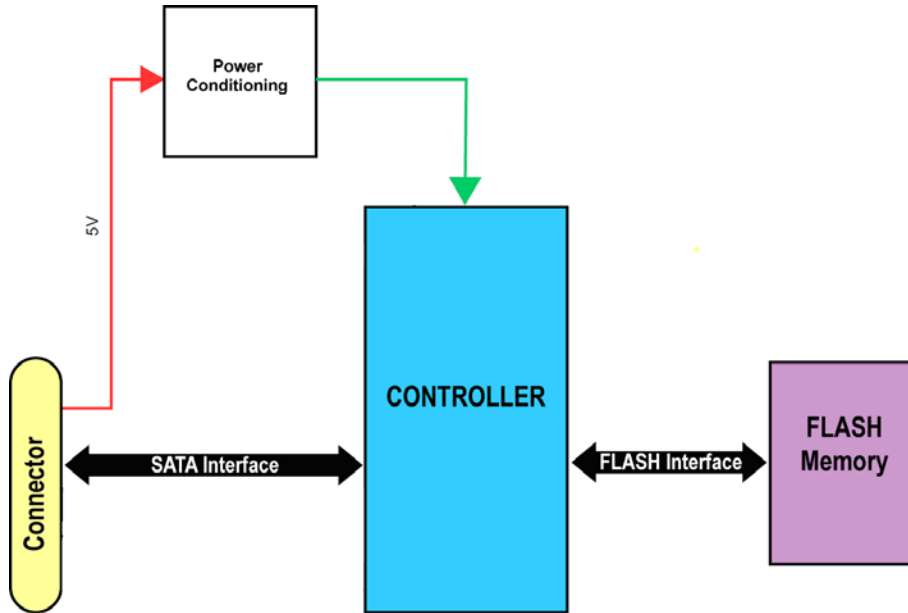 Power
Conditioning
5V
CONTROLLER
FLASH
Memory
Connector
SATA Interface
FLASH Interface